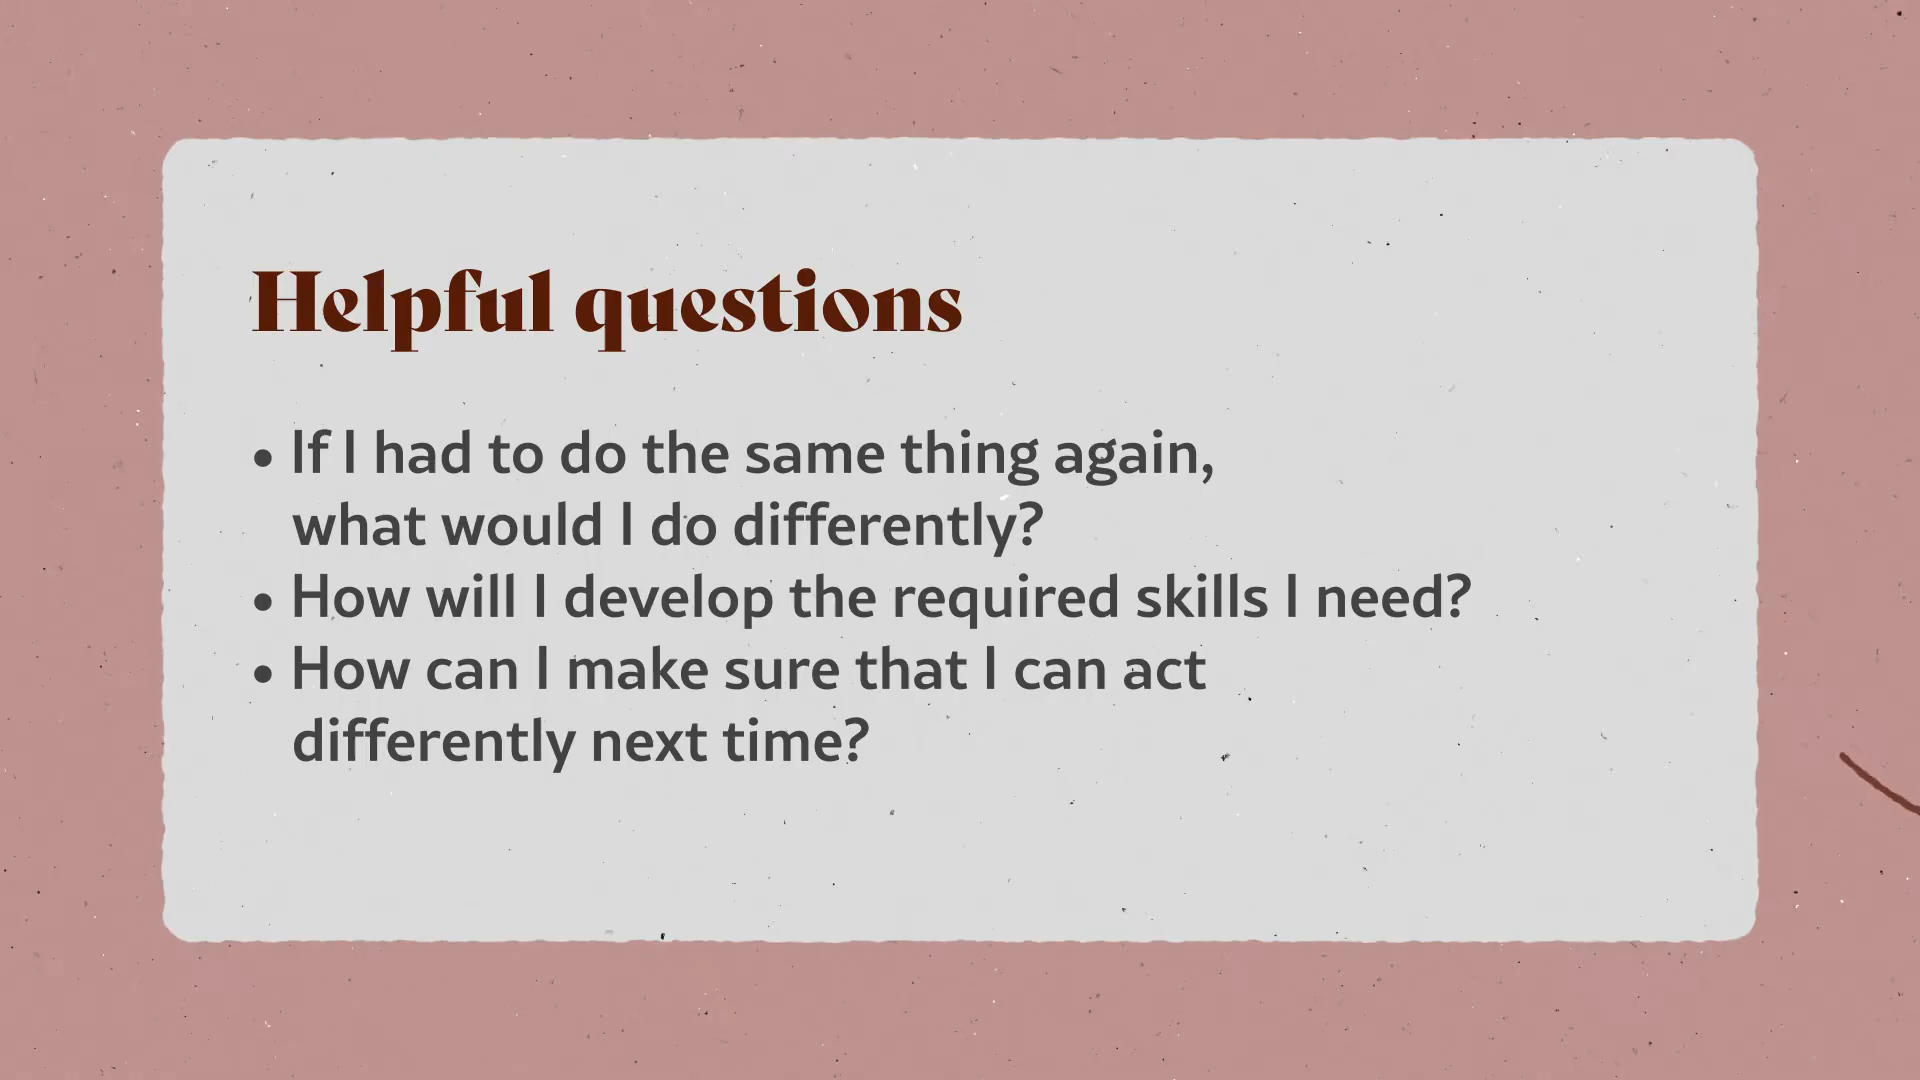 Helpful questions
• If I had to do the same thing again,
what would I do differently?
• How will I develop the required skills I need?
• How can I make sure that I can act
differently next time?